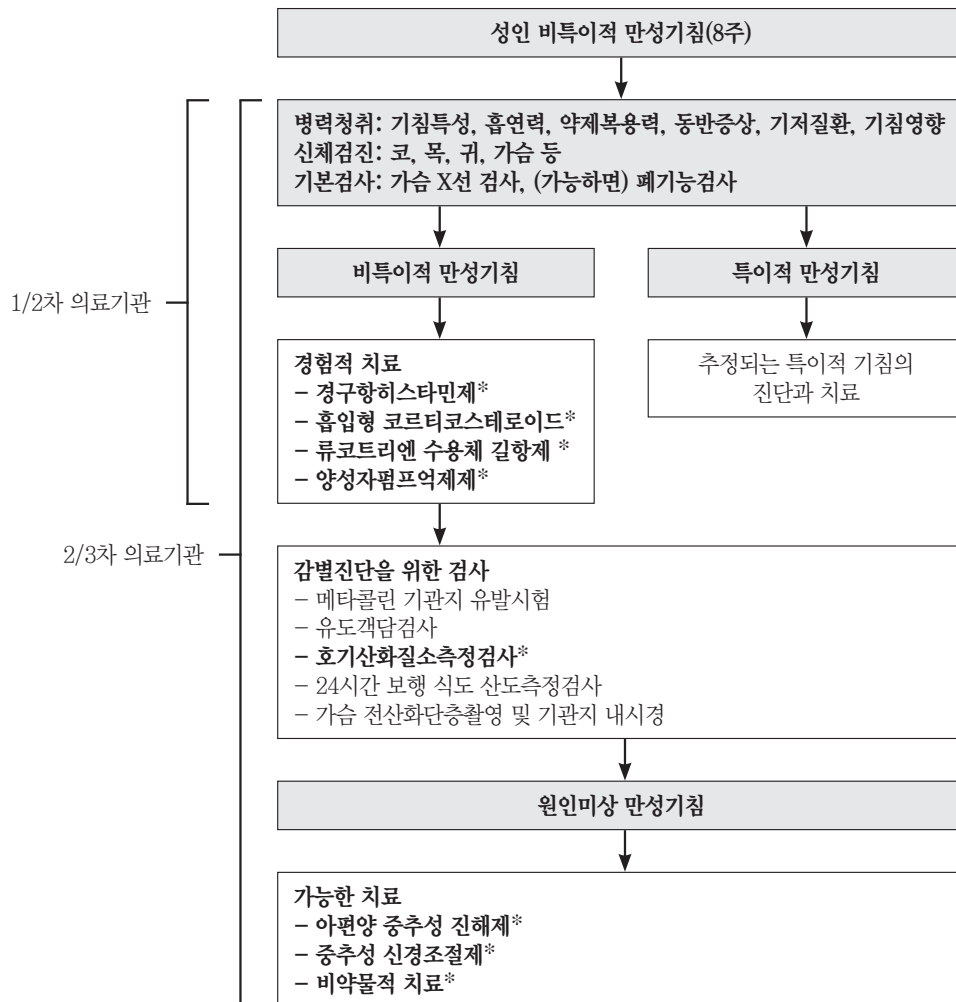 성인 비특이적 만성기침(8주)
병력청취: 기침특성, 흡연력, 약제복용력, 동반증상, 기저질환, 기침영향
신체검진: 코, 목, 귀, 가슴 등
기본검사: 가슴 X선 검사, (가능하면) 폐기능검사
비특이적 만성기침
특이적 만성기침
1/2차 의료기관
경험적 치료
– 경구항히스타민제*
– 흡입형 코르티코스테로이드*
– 류코트리엔 수용체 길항제 *
– 양성자펌프억제제*
추정되는 특이적 기침의
진단과 치료
2/3차 의료기관
감별진단을 위한 검사
– 메타콜린 기관지 유발시험
– 유도객담검사
– 호기산화질소측정검사*
– 24시간 보행 식도 산도측정검사
– 가슴 전산화단층촬영 및 기관지 내시경
원인미상 만성기침
가능한 치료
– 아편양 중추성 진해제*
– 중추성 신경조절제*
– 비약물적 치료*